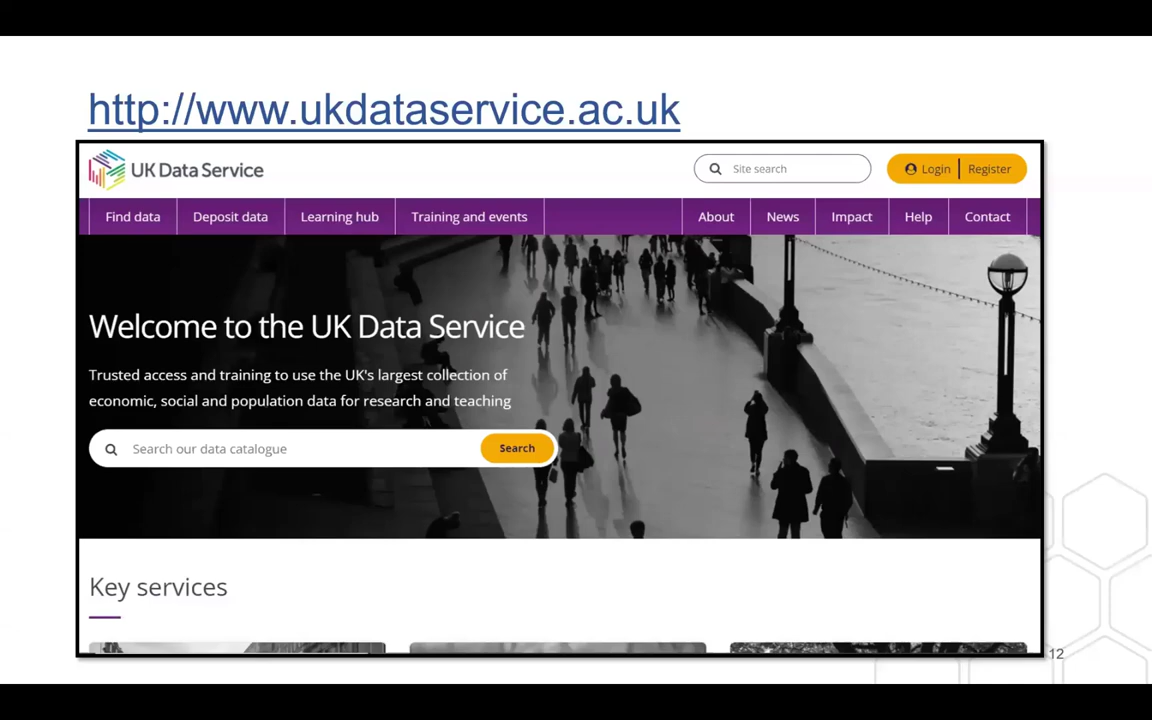 http://www.ukdataservice.ac.uk
UK Data Service
Site search
Login | Register
Find data
Deposit data
Learning hub
Training and events
About
News
Impact
Help
Contact
Welcome to the UK Data Service
Trusted access and training to use the UK's largest collection of
economic, social and population data for research and teaching
Search our data catalogue
Search
Key services
12